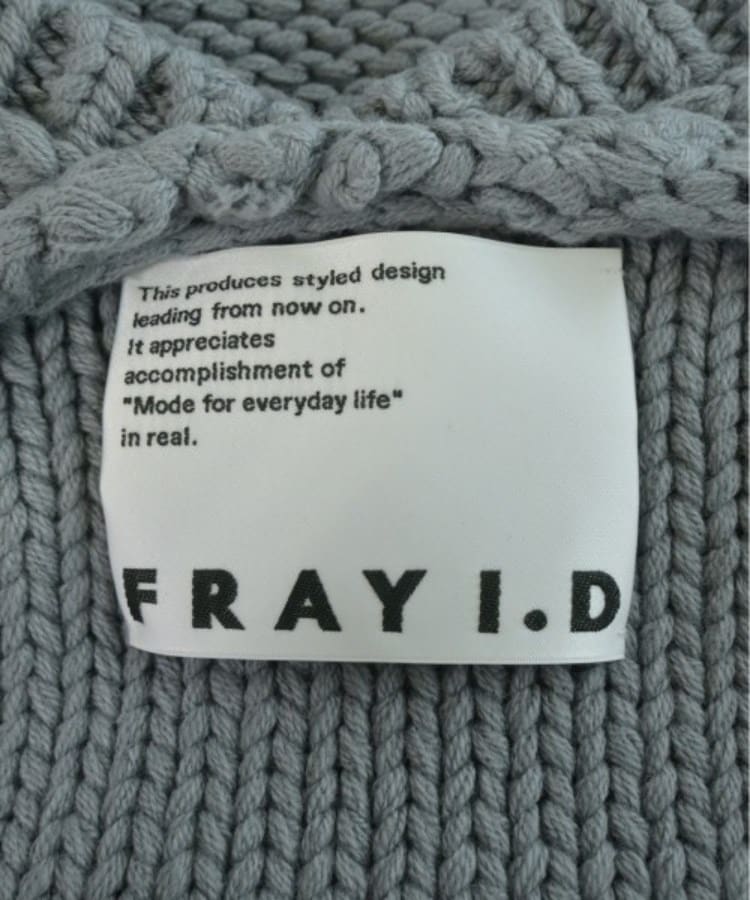 This produces styled design
leading from now on.
It appreciates
accomplishment of
"Mode for everyday life"
in real.
FRAY I.D